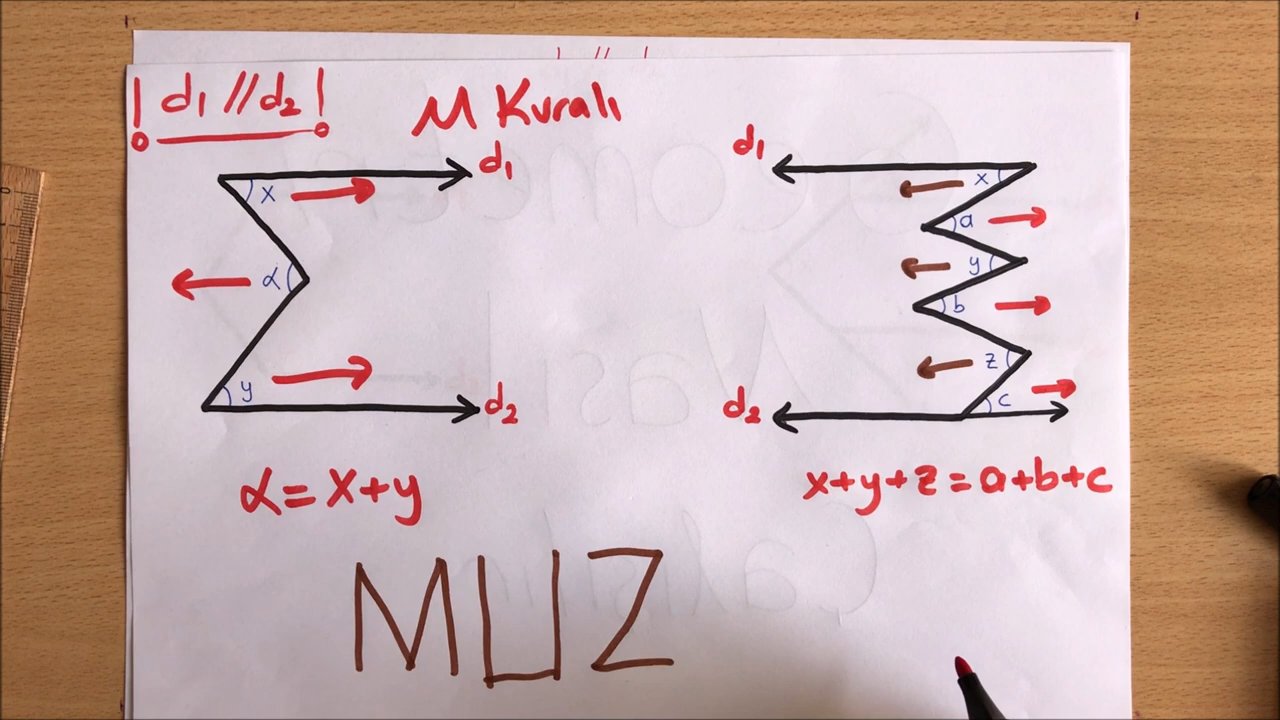 ! d1 // d2 !
M Kuralı
d1
x
α
y
d2
α = x+y
d1
x
a
y
b
z
c
d2
x+y+z=a+b+c
MUZ